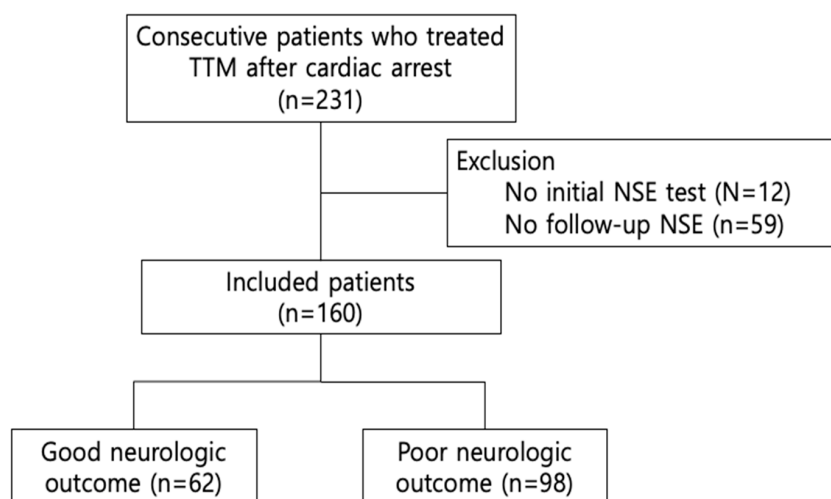 Consecutive patients who treated
TTM after cardiac arrest
(n=231)
Exclusion
No initial NSE test (N=12)
No follow-up NSE (n=59)
Included patients
(n=160)
Good neurologic
outcome (n=62)
Poor neurologic
outcome (n=98)